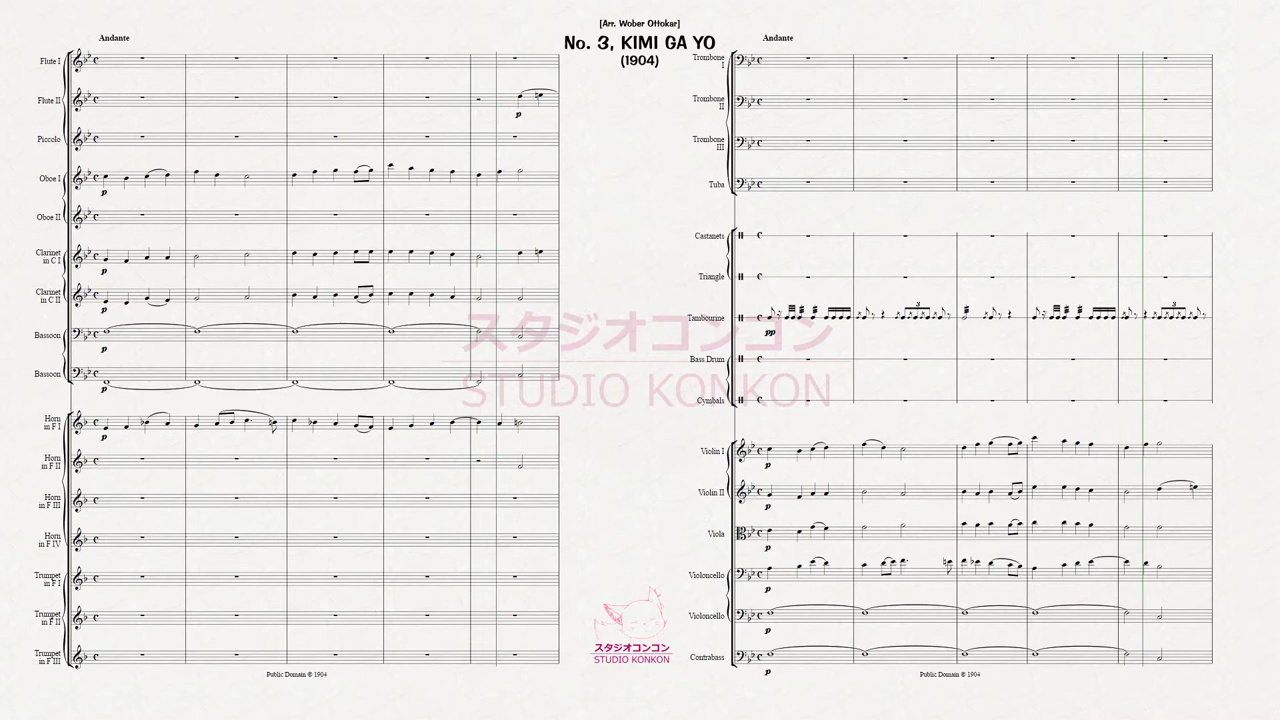 [Arr. Wober Ottokar]
No. 3, KIMI GA YO
(1904)
Andante
Flute I
Flute II
p
Piccolo
Oboe I
p
Oboe II
Clarinet
in C I
p
Clarinet
in C II
p
Bassoon
p
Bassoon
p
Horn
in F I
p
Horn
in F II
Horn
in F III
Horn
in F IV
Trumpet
in F I
Trumpet
in F II
Trumpet
in F III
Public Domain © 1904
Andante
Trombone
I
Trombone
II
Trombone
III
Tuba
Castanets
Triangle
Tambourine
pp
3
3
Bass Drum
Cymbals
Violin I
p
Violin II
p
Viola
p
Violoncello
p
Violoncello
p
Contrabass
p
Public Domain © 1904
スタジオコンコン
STUDIO KONKON
スタジオコンコン
STUDIO KONKON